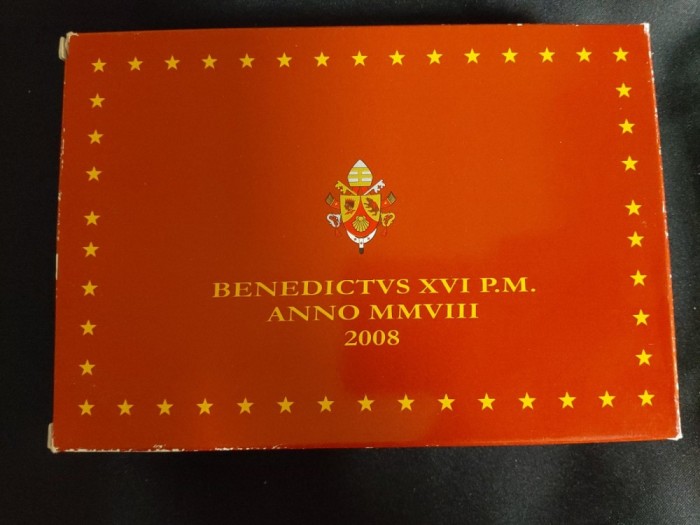 BENEDICTVS XVI P.M.
ANNO MMVIII
2008